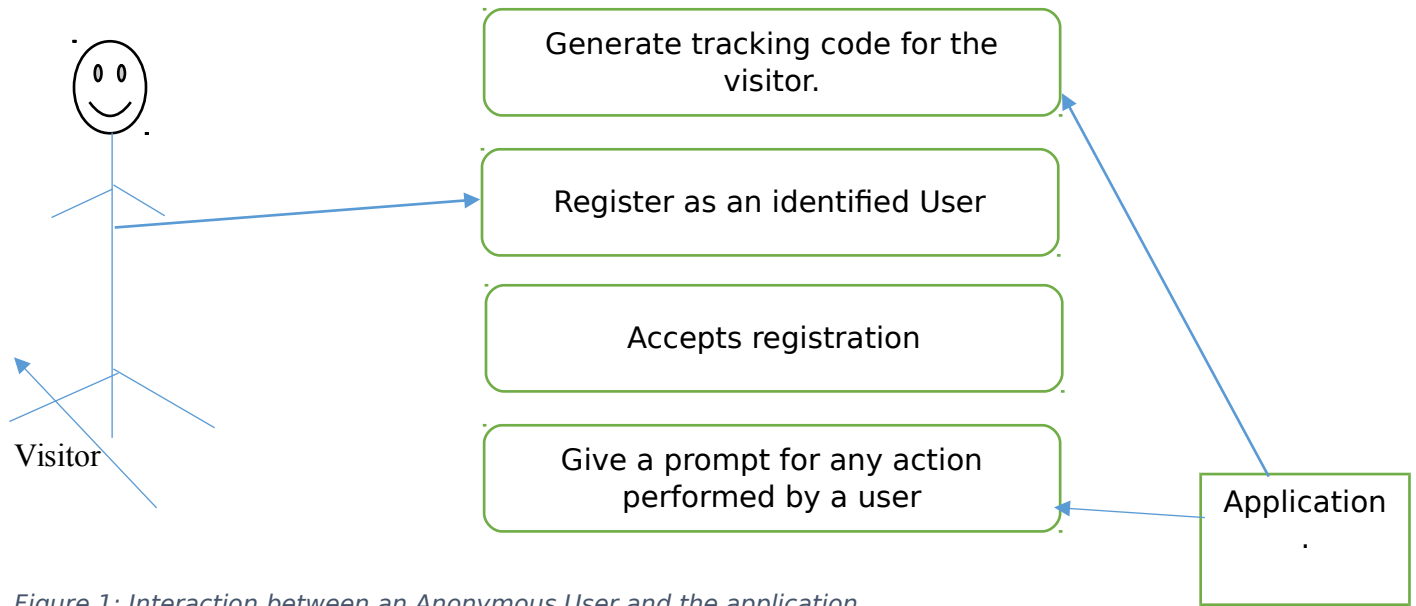 Generate tracking code for the
visitor.
Register as an identified User
Accepts registration
Give a prompt for any action
performed by a user
Visitor
Application
.
Figure 1: Interaction between an Anonymous User and the application